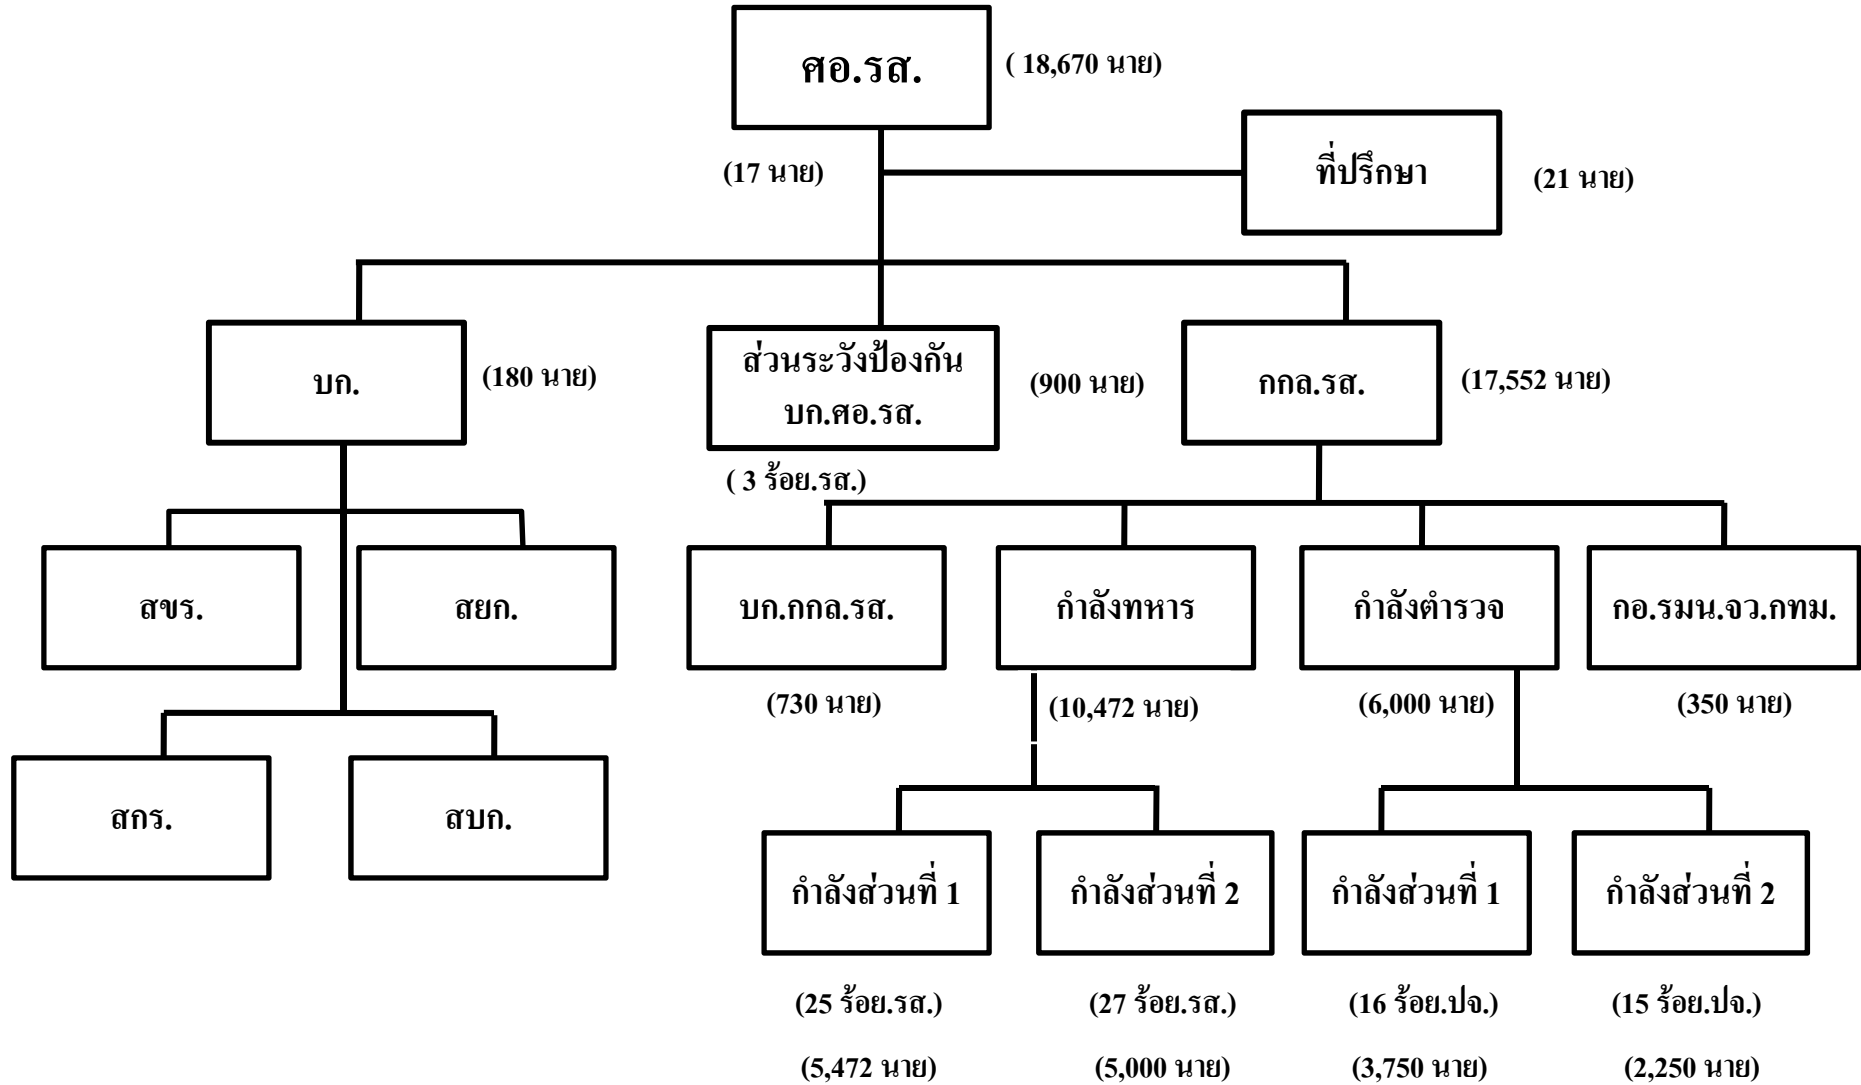 ศอ.รส.
( 18,670 นาย)
(17 นาย)
ที่ปรึกษา
(21 นาย)
บก.
(180 นาย)
ส่วนระวังป้องกัน
บก.ศอ.รส.
(900 นาย)
( 3 ร้อย.รส.)
กกล.รส.
(17,552 นาย)
สขร.
สยก.
สกร.
สบก.
บก.กกล.รส.
(730 นาย)
กำลังทหาร
(10,472 นาย)
กำลังตำรวจ
(6,000 นาย)
กอ.รมน.จว.กทม.
(350 นาย)
กำลังส่วนที่ 1
(25 ร้อย.รส.)
(5,472 นาย)
กำลังส่วนที่ 2
(27 ร้อย.รส.)
(5,000 นาย)
กำลังส่วนที่ 1
(16 ร้อย.ปจ.)
(3,750 นาย)
กำลังส่วนที่ 2
(15 ร้อย.ปจ.)
(2,250 นาย)